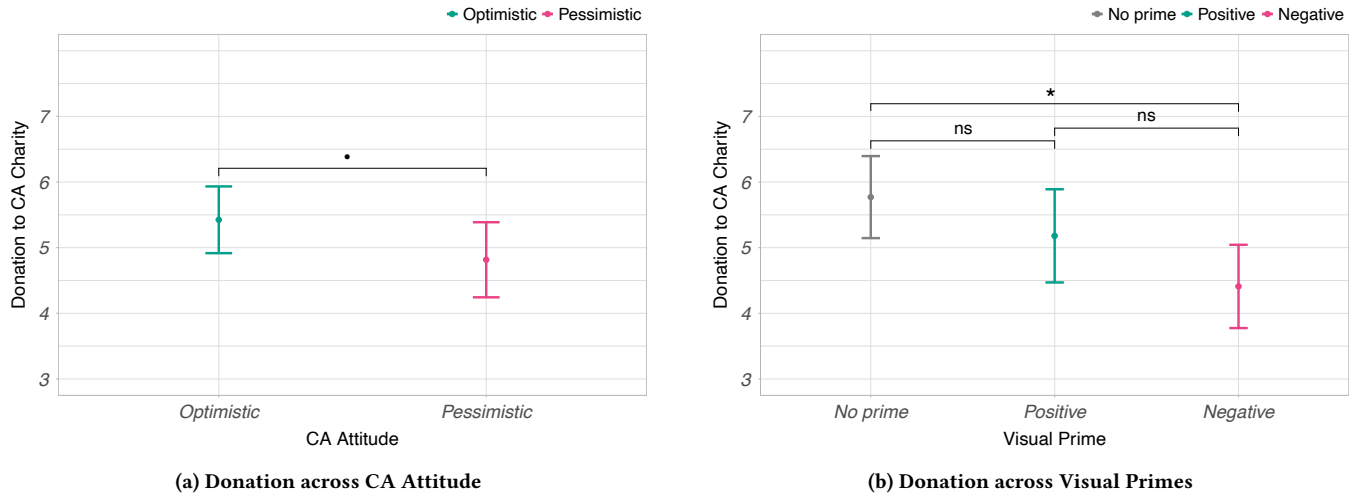 Optimistic Pessimistic
Donation to CA Charity
7
6
5
4
3
•
Optimistic Pessimistic
CA Attitude
(a) Donation across CA Attitude
No prime Positive Negative
Donation to CA Charity
7
6
5
4
3
*
ns
ns
No prime Positive Negative
Visual Prime
(b) Donation across Visual Primes